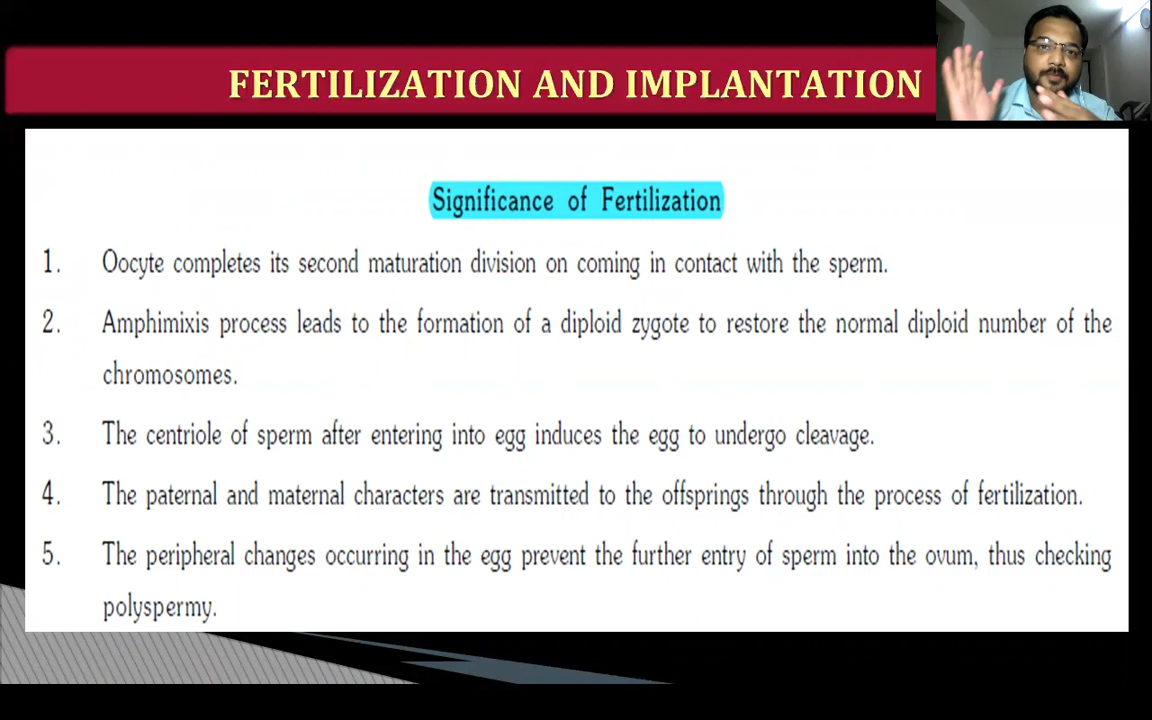 FERTILIZATION AND IMPLANTATION
Significance of Fertilization
1. Oocyte completes its second maturation division on coming in contact with the sperm.
2. Amphimixis process leads to the formation of a diploid zygote to restore the normal diploid number of the
chromosomes.
3. The centriole of sperm after entering into egg induces the egg to undergo cleavage.
4. The paternal and maternal characters are transmitted to the offsprings through the process of fertilization.
5. The peripheral changes occurring in the egg prevent the further entry of sperm into the ovum, thus checking
polyspermy.